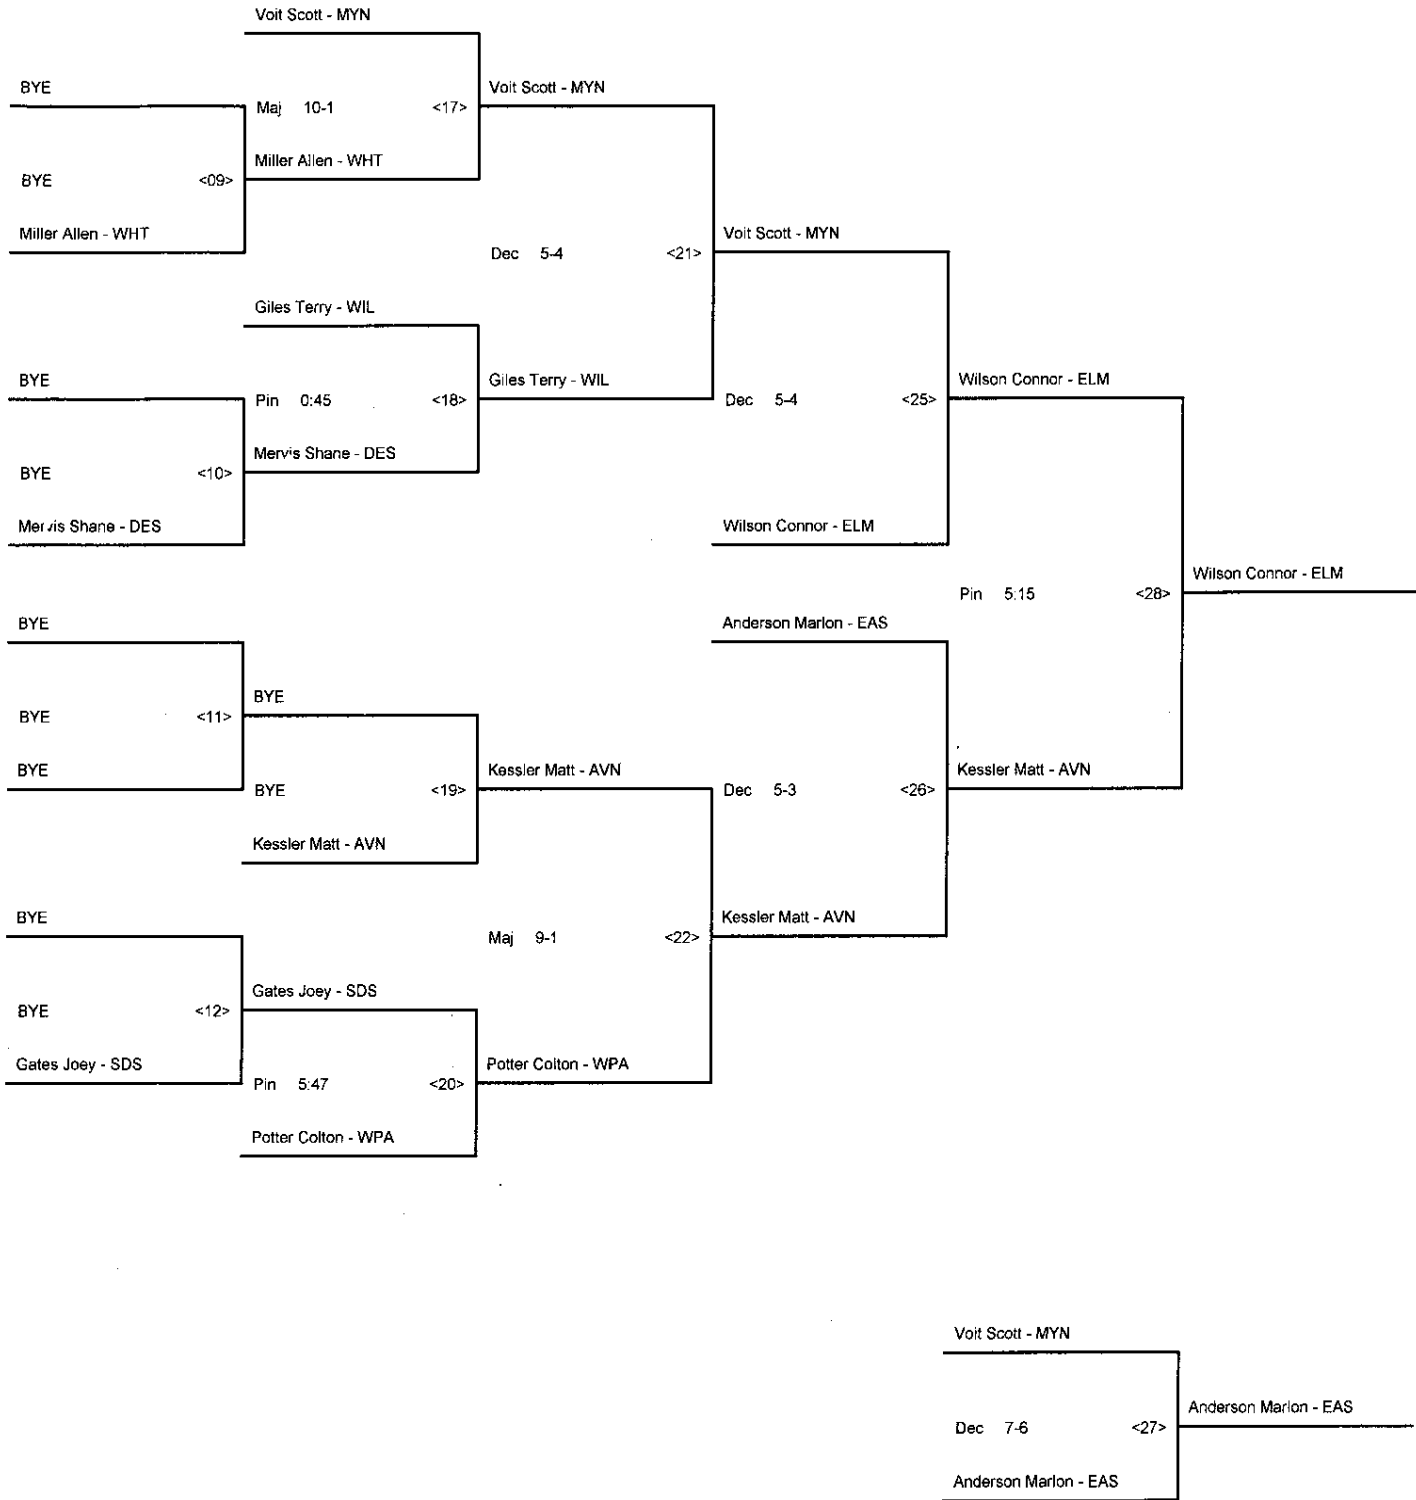 Voit Scott - MYN
BYE
Maj 10-1 <17>
Voit Scott - MYN
BYE <09>
Miller Allen - WHT
Miller Allen - WHT
Dec 5-4 <21>
Voit Scott - MYN
Giles Terry - WIL
BYE
Pin 0:45 <18>
Giles Terry - WIL
Dec 5-4 <25>
Wilson Connor - ELM
BYE <10>
Mervis Shane - DES
Mervis Shane - DES
Wilson Connor - ELM
Pin 5:15 <28>
Wilson Connor - ELM
BYE
Anderson Marlon - EAS
BYE <11>
BYE
BYE
BYE <19>
Kessler Matt - AVN
Dec 5-3 <26>
Kessler Matt - AVN
Kessler Matt - AVN
BYE
Maj 9-1 <22>
Kessler Matt - AVN
BYE <12>
Gates Joey - SDS
Gates Joey - SDS
Pin 5:47 <20>
Potter Colton - WPA
Potter Colton - WPA
Voit Scott - MYN
Dec 7-6 <27>
Anderson Marlon - EAS
Anderson Marlon - EAS